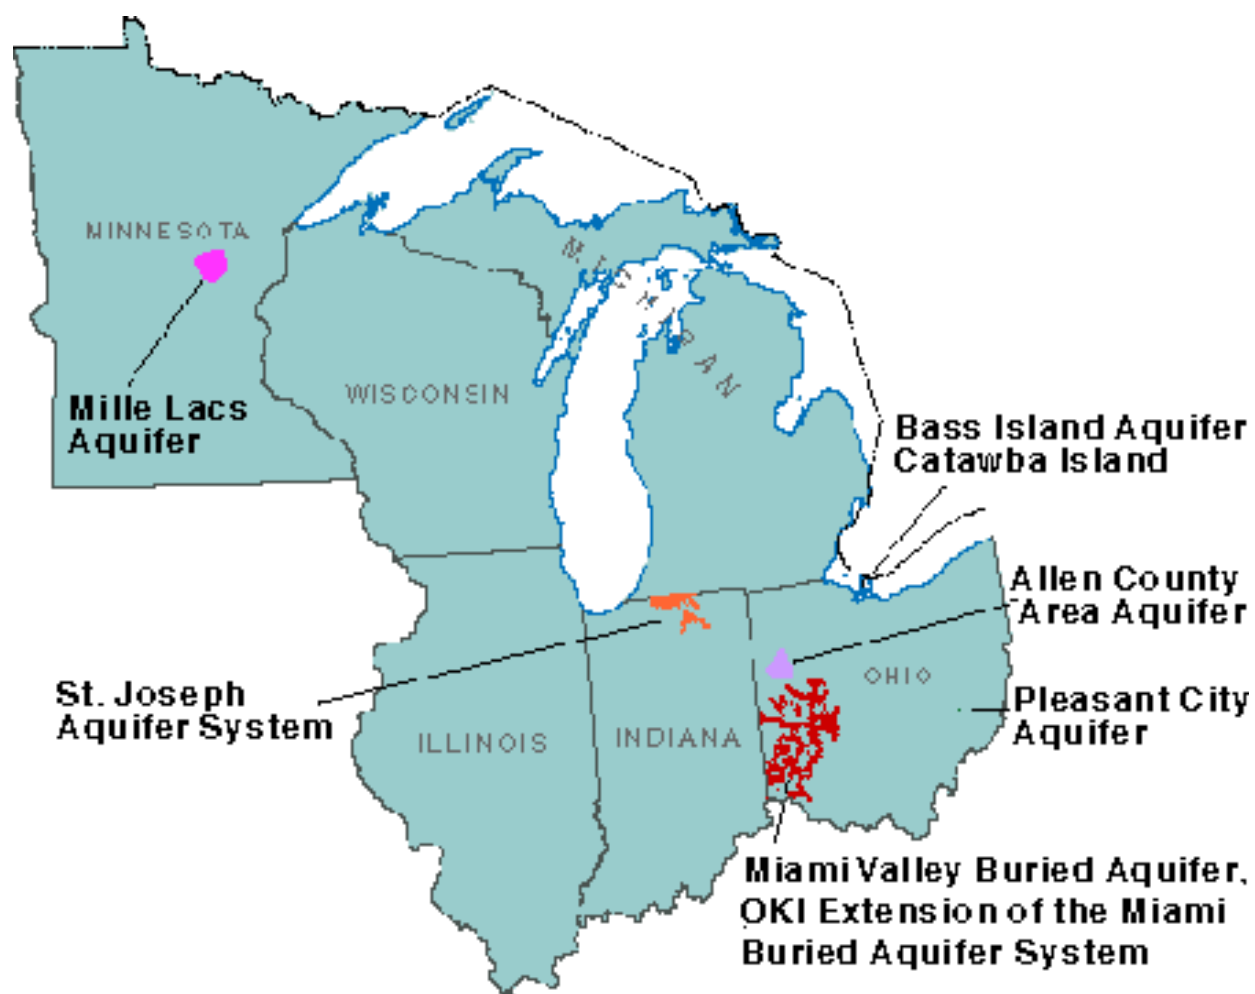 MINNESOTA
MICHIGAN
Mille Lacs
Aquifer
WISCONSIN
Bass Island Aquifer
Catawba Island
Allen County
Area Aquifer
St. Joseph
Aquifer System
OHIO
Pleasant City
Aquifer
ILLINOIS
INDIANA
Miami Valley Buried Aquifer,
OKI Extension of the Miami
Buried Aquifer System